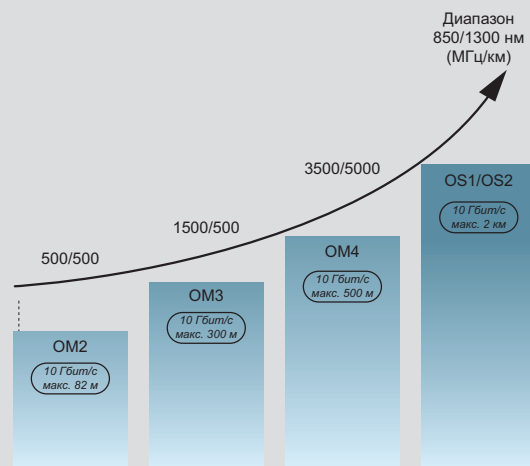 Диапазон
850/1300 нм
(МГц/км)
3500/5000
OS1/OS2
10 Гбит/с
макс. 2 км
1500/500
500/500
OM4
10 Гбит/с
макс. 500 м
OM3
10 Гбит/с
макс. 300 м
OM2
10 Гбит/с
макс. 82 м